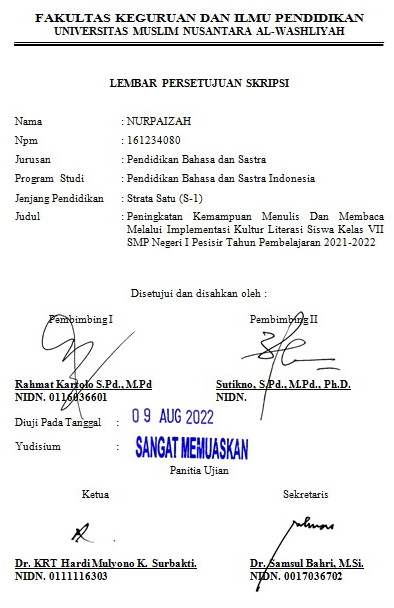 FAKULTAS KEGURUAN DAN ILMU PENDIDIKAN
UNIVERSITAS MUSLIM NUSANTARA AL-WASHLIYAH
LEMBAR PERSETUJUAN SKRIPSI
Nama : NURPAIZAH
Npm : 161234080
Jurusan : Pendidikan Bahasa dan Sastra
Program Studi : Pendidikan Bahasa dan Sastra Indonesia
Jenjang Pendidikan : Strata Satu (S-1)
Judul : Peningkatan Kemampuan Menulis Dan Membaca
Melalui Implementasi Kultur Literasi Siswa Kelas VII
SMP Negeri I Pesisir Tahun Pembelajaran 2021-2022
Disetujui dan disahkan oleh :
Pembimbing I Pembimbing II
Rahmat Kartolo S.Pd., M.Pd Sutikno, S.Pd., M.Pd., Ph.D.
NIDN. 0116036601 NIDN.
Diuji Pada Tanggal : 09 AUG 2022
Yudisium : SANGAT MEMUASKAN
Panitia Ujian
Ketua Sekretaris
Dr. KRT Hardi Mulyono K. Surbakti. Dr. Samsul Bahri, M.Si.
NIDN. 0111116303 NIDN. 0017036702